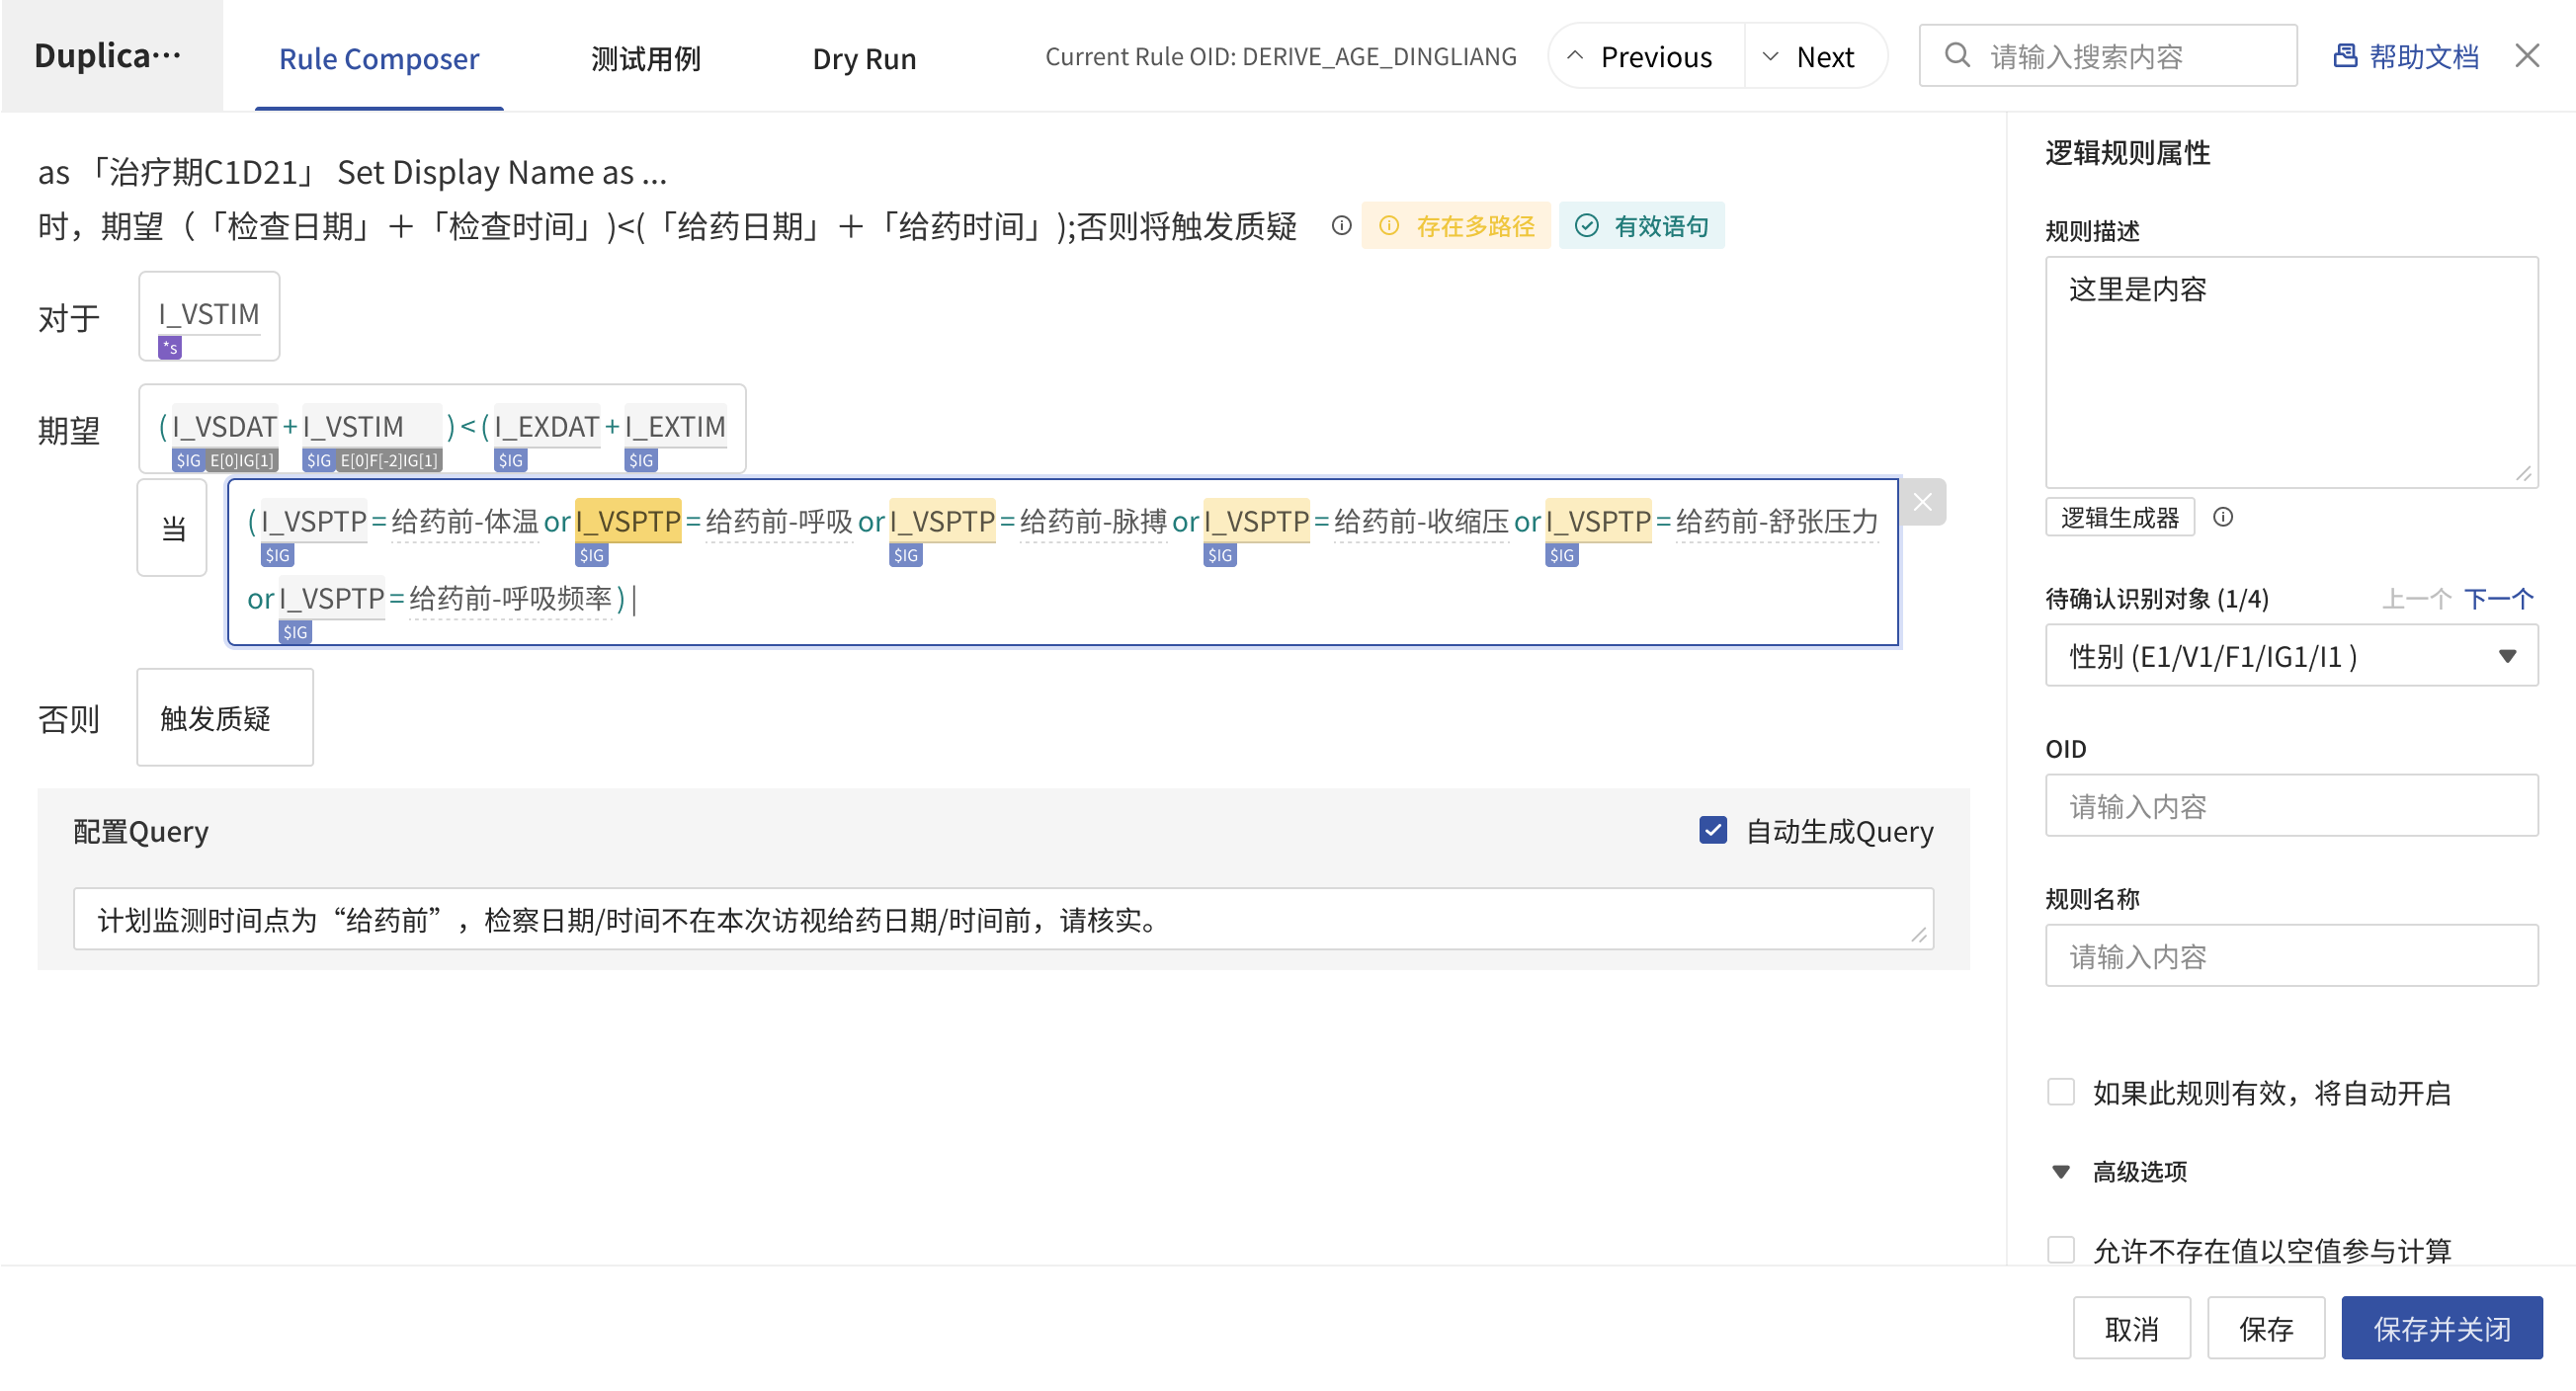 Duplica…
Rule Composer
测试用例
Dry Run
Current Rule OID: DERIVE_AGE_DINGLIANG
Previous
Next
请输入搜索内容
帮助文档
as 「治疗期C1D21」 Set Display Name as ...
时，期望（「检查日期」＋「检查时间」)<(「给药日期」＋「给药时间」);否则将触发质疑
存在多路径
有效语句
对于
I_VSTIM
*s
期望
( I_VSDAT + I_VSTIM ) < ( I_EXDAT + I_EXTIM
$IG E[0]IG[1] $IG E[0]F[-2]IG[1] $IG $IG
当
( I_VSPTP = 给药前-体温 or I_VSPTP = 给药前-呼吸 or I_VSPTP = 给药前-脉搏 or I_VSPTP = 给药前-收缩压 or I_VSPTP = 给药前-舒张压力
$IG $IG $IG $IG $IG
or I_VSPTP = 给药前-呼吸频率 )
$IG
否则
触发质疑
配置Query
自动生成Query
计划监测时间点为“给药前”，检察日期/时间不在本次访视给药日期/时间前，请核实。
逻辑规则属性
规则描述
这里是内容
逻辑生成器
待确认识别对象 (1/4)
上一个 下一个
性别 (E1/V1/F1/IG1/I1 )
OID
请输入内容
规则名称
请输入内容
如果此规则有效，将自动开启
高级选项
允许不存在值以空值参与计算
取消
保存
保存并关闭